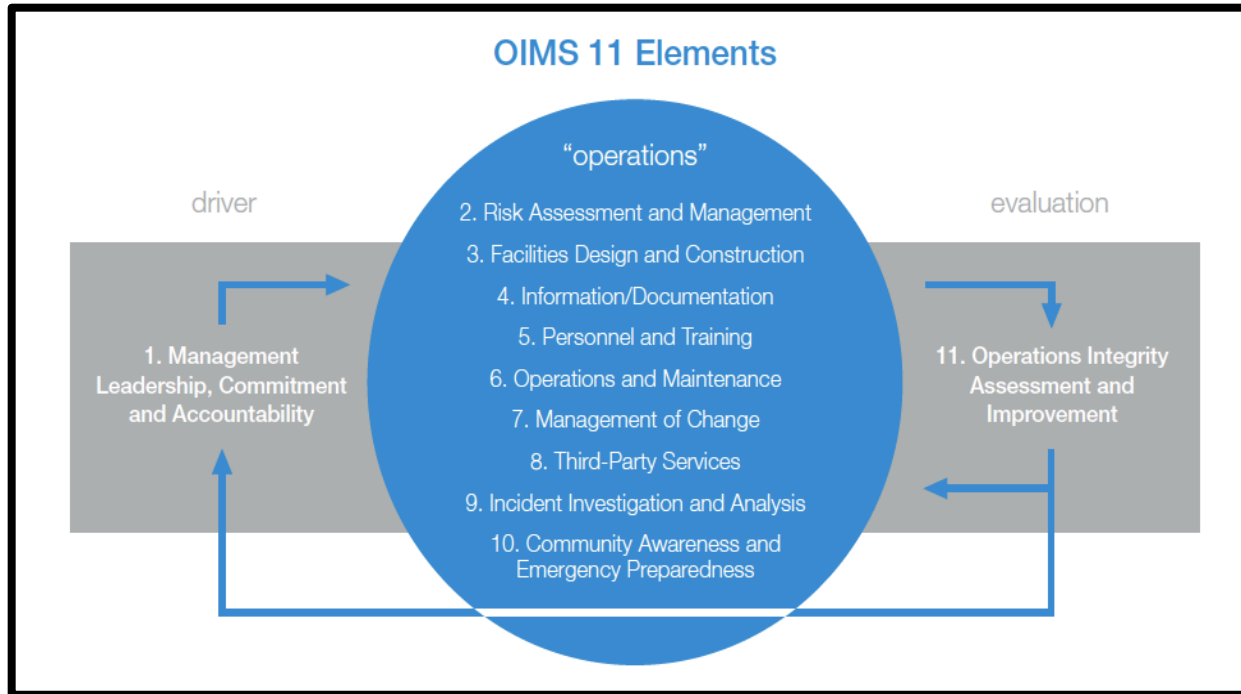 OIMS 11 Elements
“operations”
driver
evaluation
2. Risk Assessment and Management
3. Facilities Design and Construction
4. Information/Documentation
5. Personnel and Training
6. Operations and Maintenance
7. Management of Change
8. Third-Party Services
9. Incident Investigation and Analysis
10. Community Awareness and
Emergency Preparedness
1. Management
Leadership, Commitment
and Accountability
11. Operations Integrity
Assessment and
Improvement